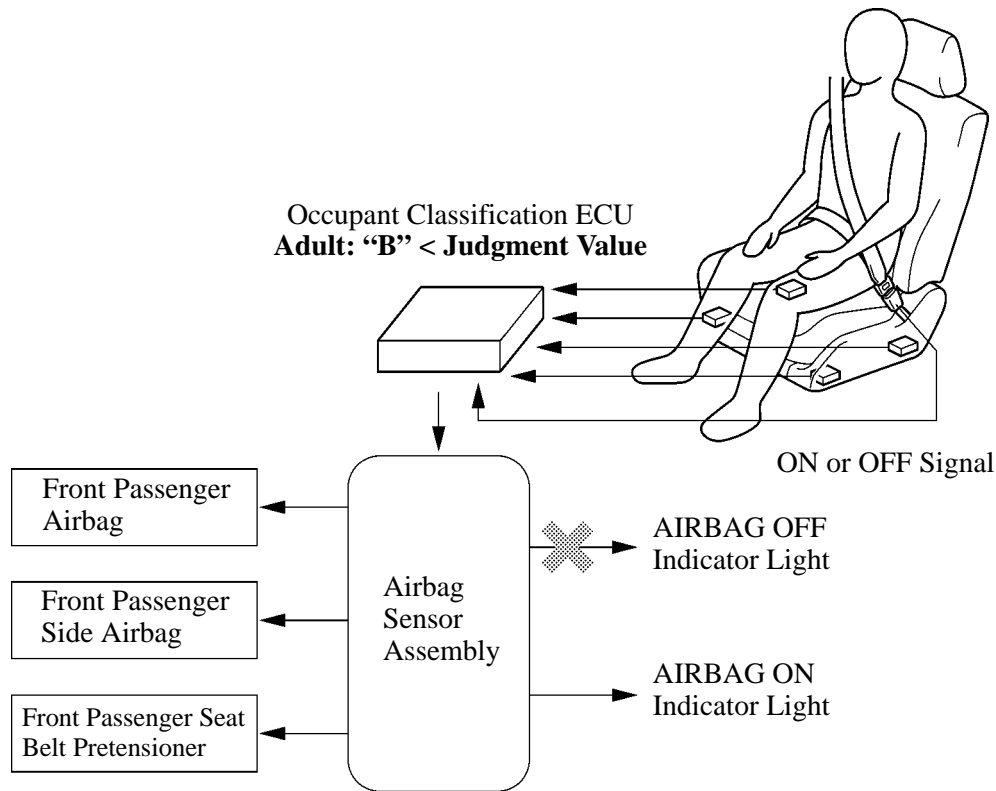 Occupant Classification ECU
Adult: “B” < Judgment Value
ON or OFF Signal
Front Passenger
Airbag
Front Passenger
Side Airbag
Front Passenger Seat
Belt Pretensioner
Airbag
Sensor
Assembly
AIRBAG OFF
Indicator Light
AIRBAG ON
Indicator Light